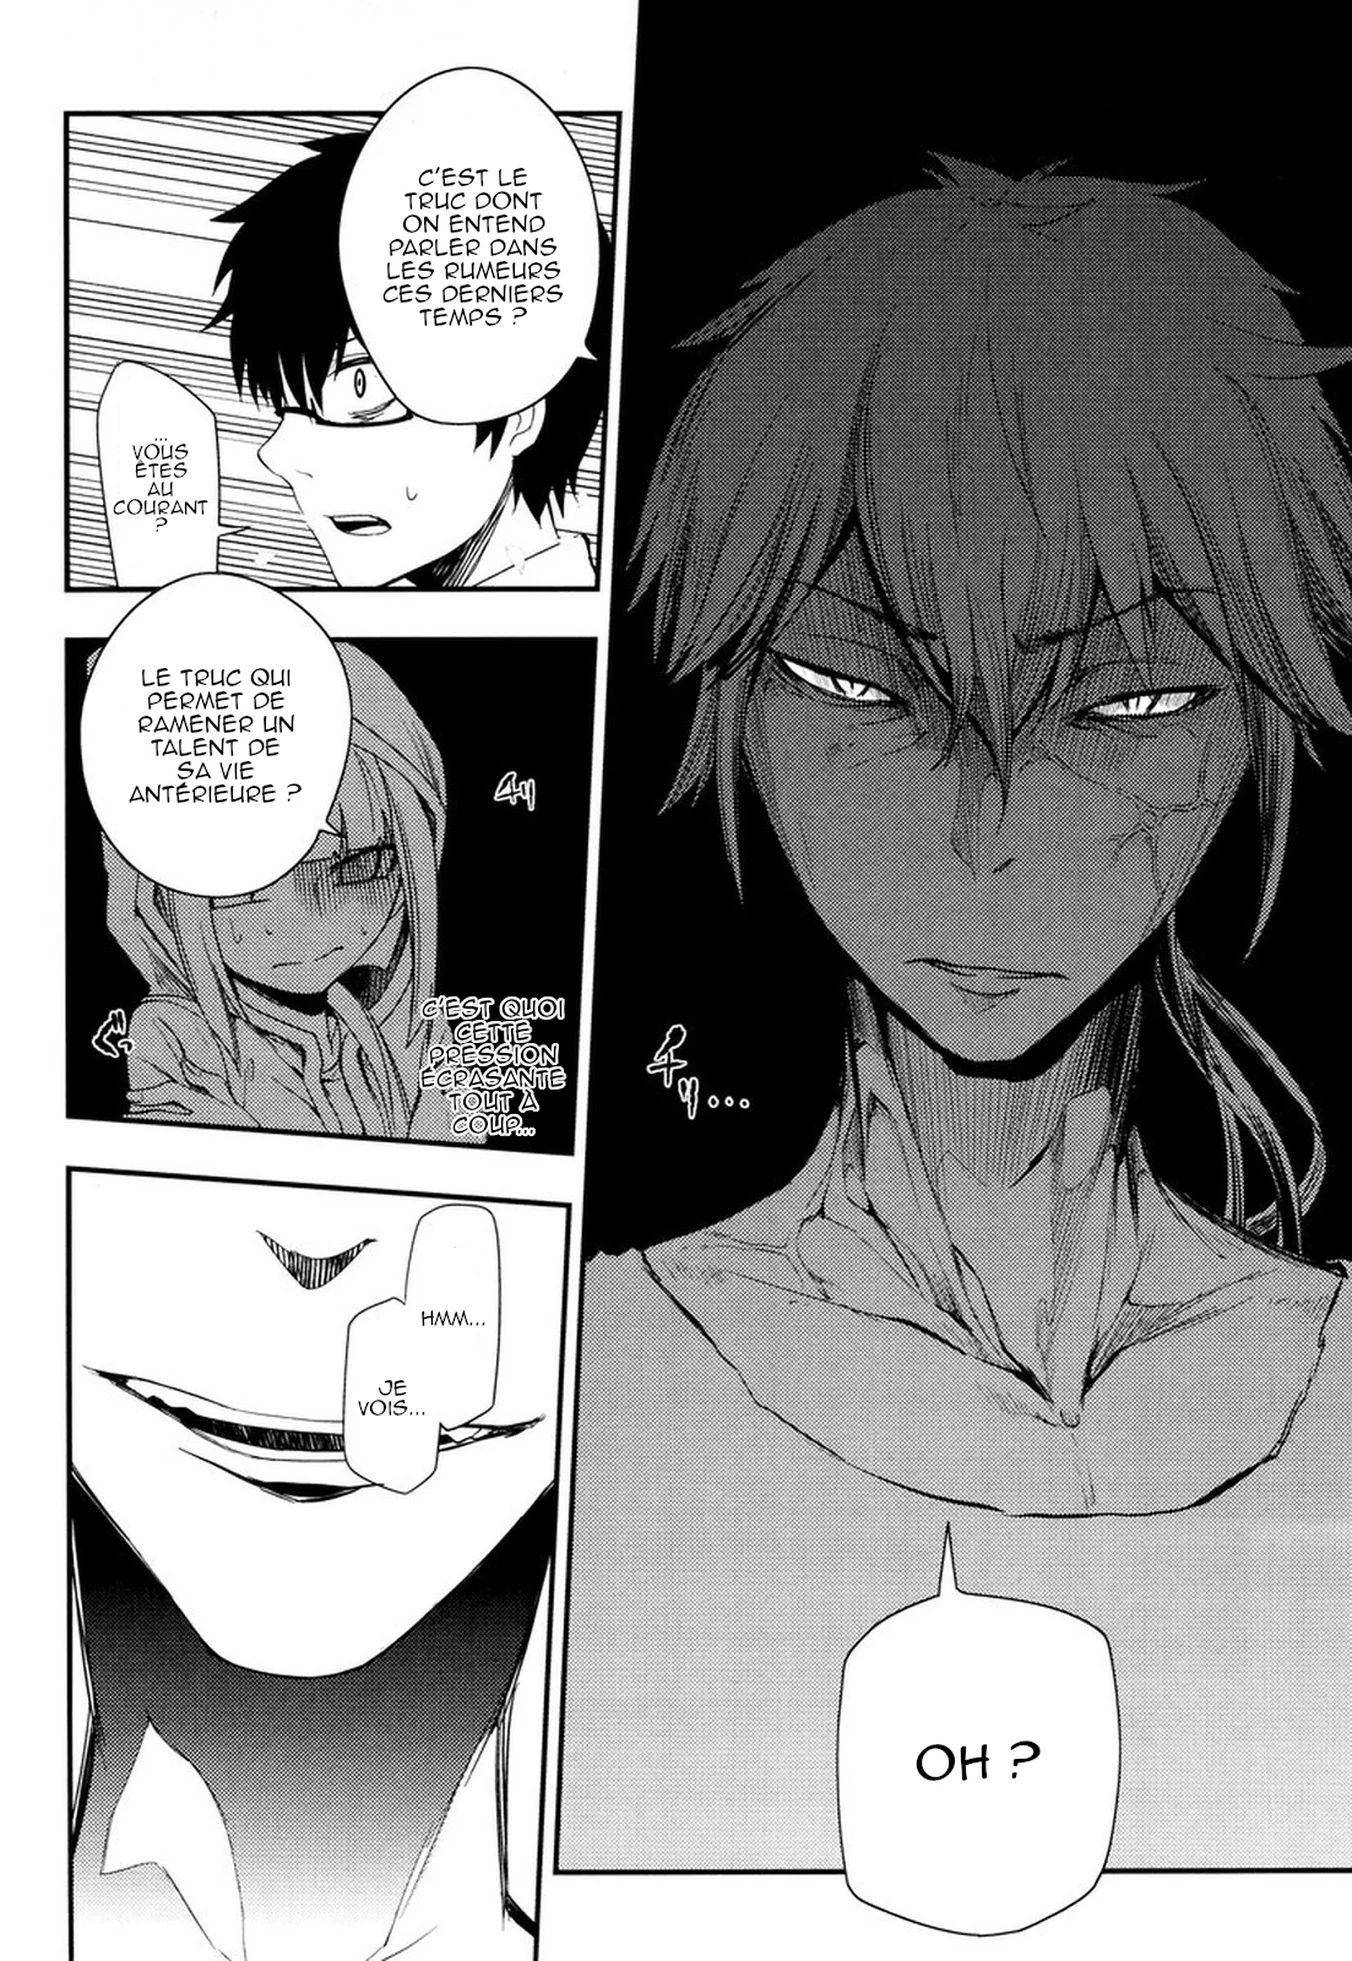 OH ?
チリ...
C'EST LE
TRUC DONT
ON ENTEND
PARLER DANS
LES RUMEURS
CES DERNIERS
TEMPS ?
...
VOUS
ÊTES
AU
COURANT
?
LE TRUC QUI
PERMET DE
RAMENER UN
TALENT DE
SA VIE
ANTÉRIEURE ?
C'EST QUOI
CETTE
PRESSION
ÉCRASANTE
TOUT A
COUP...
HMM...
JE
VOIS...